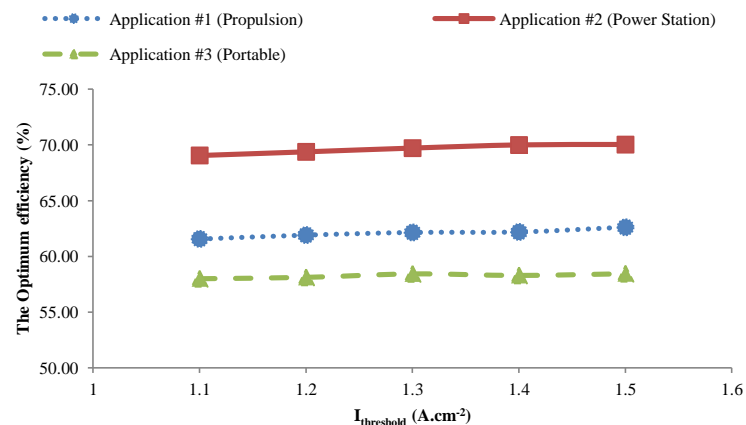 Application #1 (Propulsion)
Application #2 (Power Station)
Application #3 (Portable)
The Optimum efficiency (%)
75.00
70.00
65.00
60.00
55.00
50.00
1
1.1
1.2
1.3
1.4
1.5
1.6
I_threshold (A.cm⁻²)